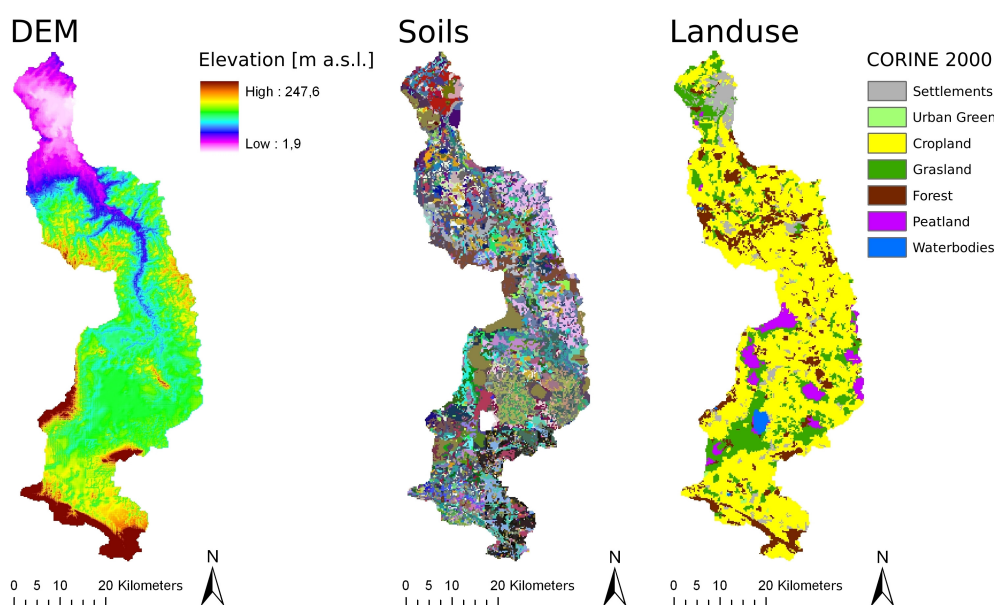 DEM
Elevation [m a.s.l.]
High : 247,6
Low : 1,9
N
0 5 10 20 Kilometers
Soils
N
0 5 10 20 Kilometers
Landuse
CORINE 2000
Settlements
Urban Green
Cropland
Grasland
Forest
Peatland
Waterbodies
N
0 5 10 20 Kilometers